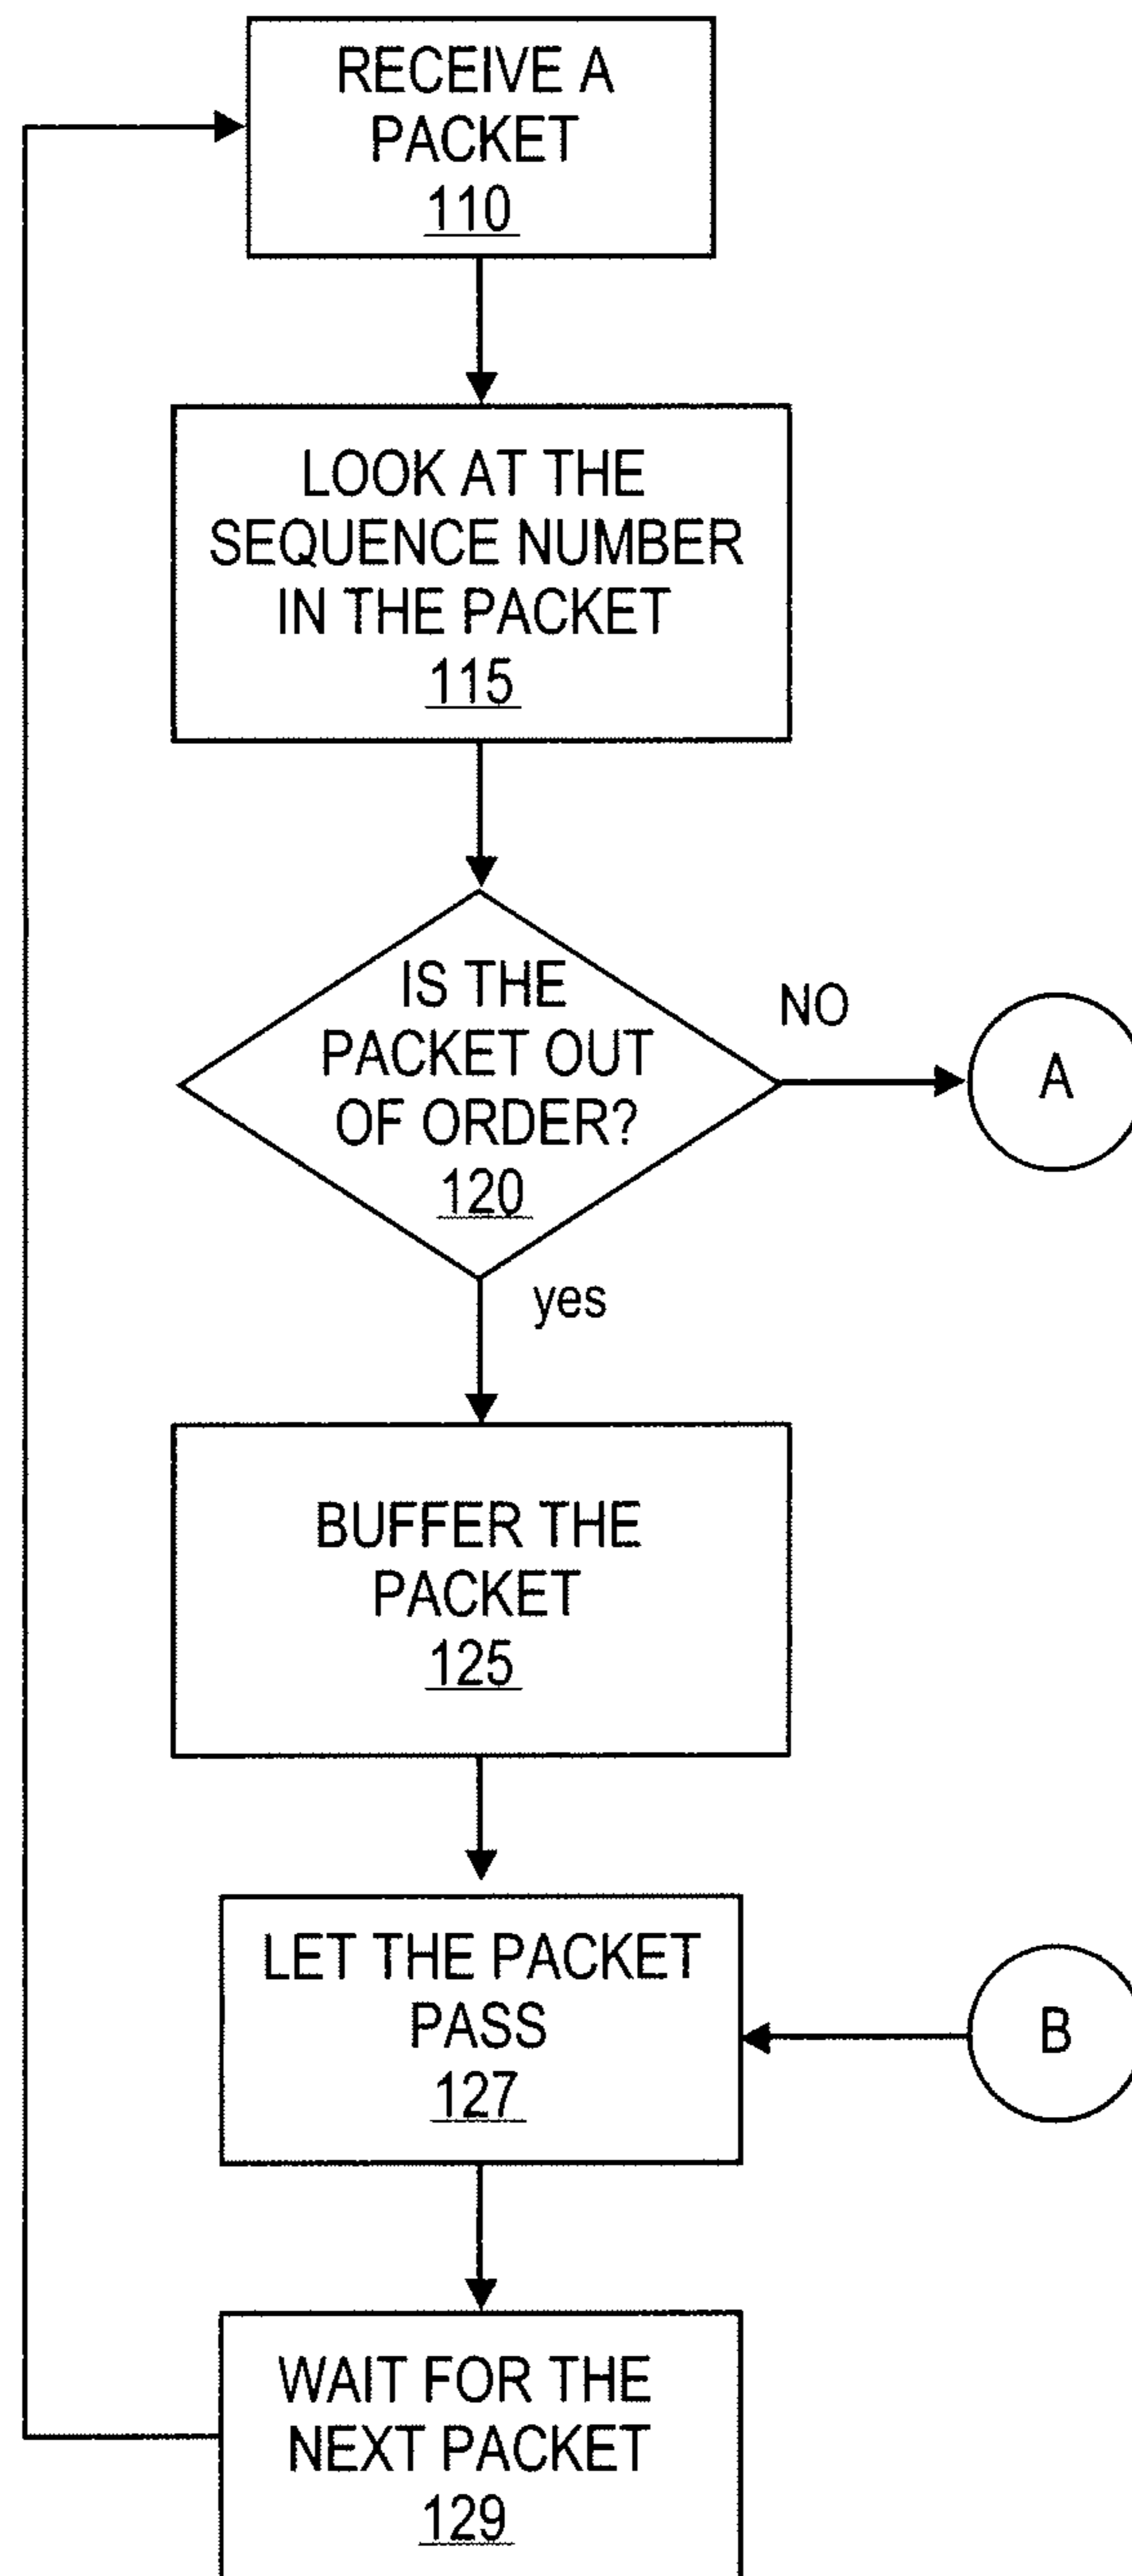 RECEIVE A
PACKET
110
LOOK AT THE
SEQUENCE NUMBER
IN THE PACKET
115
IS THE
PACKET OUT
OF ORDER?
120
NO
A
yes
BUFFER THE
PACKET
125
LET THE PACKET
PASS
127
B
WAIT FOR THE
NEXT PACKET
129